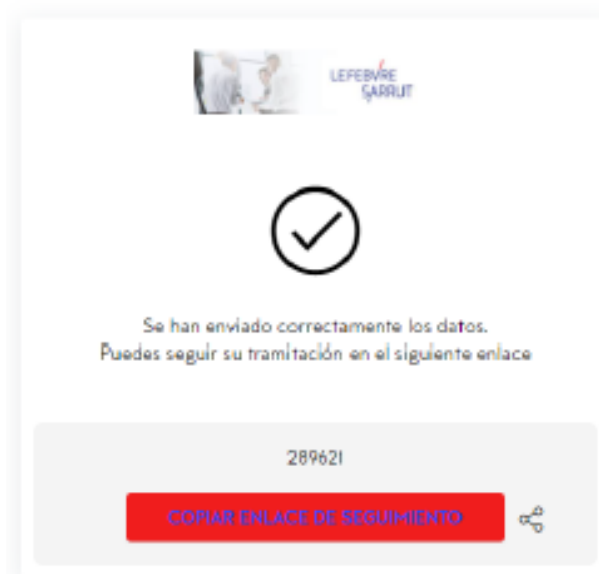 LEFEBVRE
SARRUT
Se han enviado correctamente los datos.
Puedes seguir su tramitación en el siguiente enlace
289621
COPIAR ENLACE DE SEGUIMIENTO